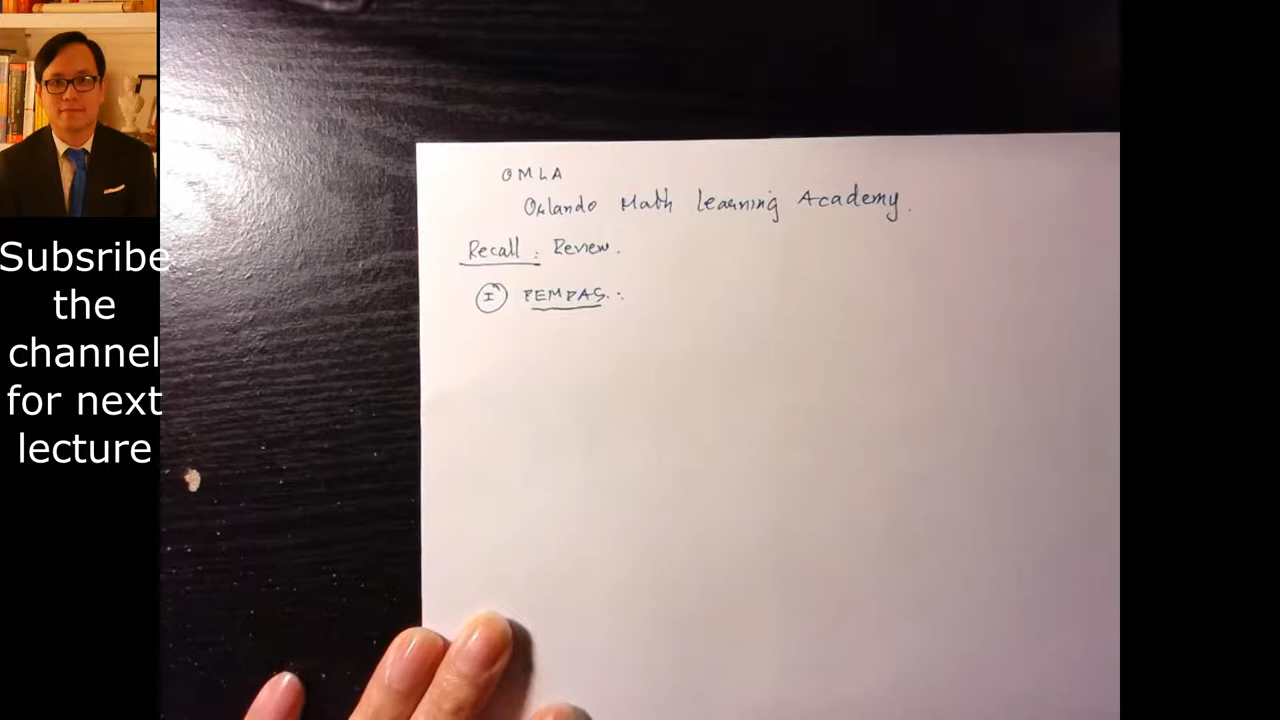 Subsribe
the
channel
for next
lecture
OMLA
Orlando Math Learning Academy.
Recall : Review.
I PEMDAS :